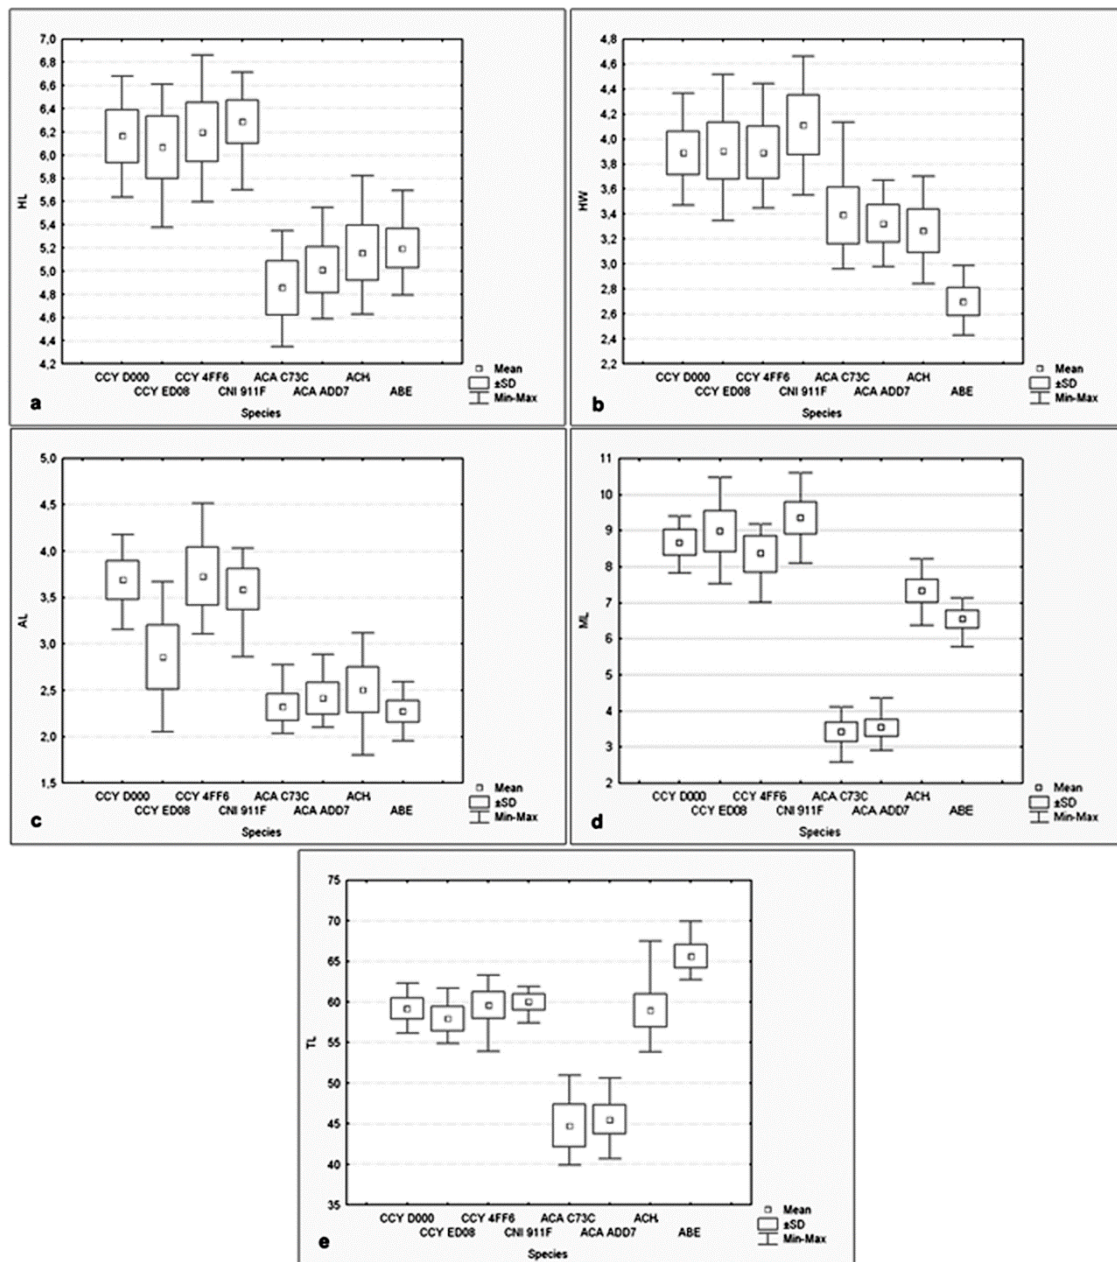 7,0
6,8
6,6
6,4
6,2
6,0
5,8
5,6
5,4
5,2
5,0
4,8
4,6
4,4
4,2
HL
CCY D000 CCY 4FF6 ACA C73C ACH.
CCY ED08 CNI 911F ACA ADD7 ABE
Species
a
Mean
±SD
Min-Max
4,8
4,6
4,4
4,2
4,0
3,8
3,6
3,4
3,2
3,0
2,8
2,6
2,4
2,2
HW
CCY D000 CCY 4FF6 ACA C73C ACH.
CCY ED08 CNI 911F ACA ADD7 ABE
Species
b
Mean
±SD
Min-Max
5,0
4,5
4,0
3,5
3,0
2,5
2,0
1,5
AL
CCY D000 CCY 4FF6 ACA C73C ACH.
CCY ED08 CNI 911F ACA ADD7 ABE
Species
c
Mean
±SD
Min-Max
11
10
9
8
7
6
5
4
3
2
ML
CCY D000 CCY 4FF6 ACA C73C ACH.
CCY ED08 CNI 911F ACA ADD7 ABE
Species
d
Mean
±SD
Min-Max
75
70
65
60
55
50
45
40
35
TL
CCY D000 CCY 4FF6 ACA C73C ACH.
CCY ED08 CNI 911F ACA ADD7 ABE
Species
e
Mean
±SD
Min-Max